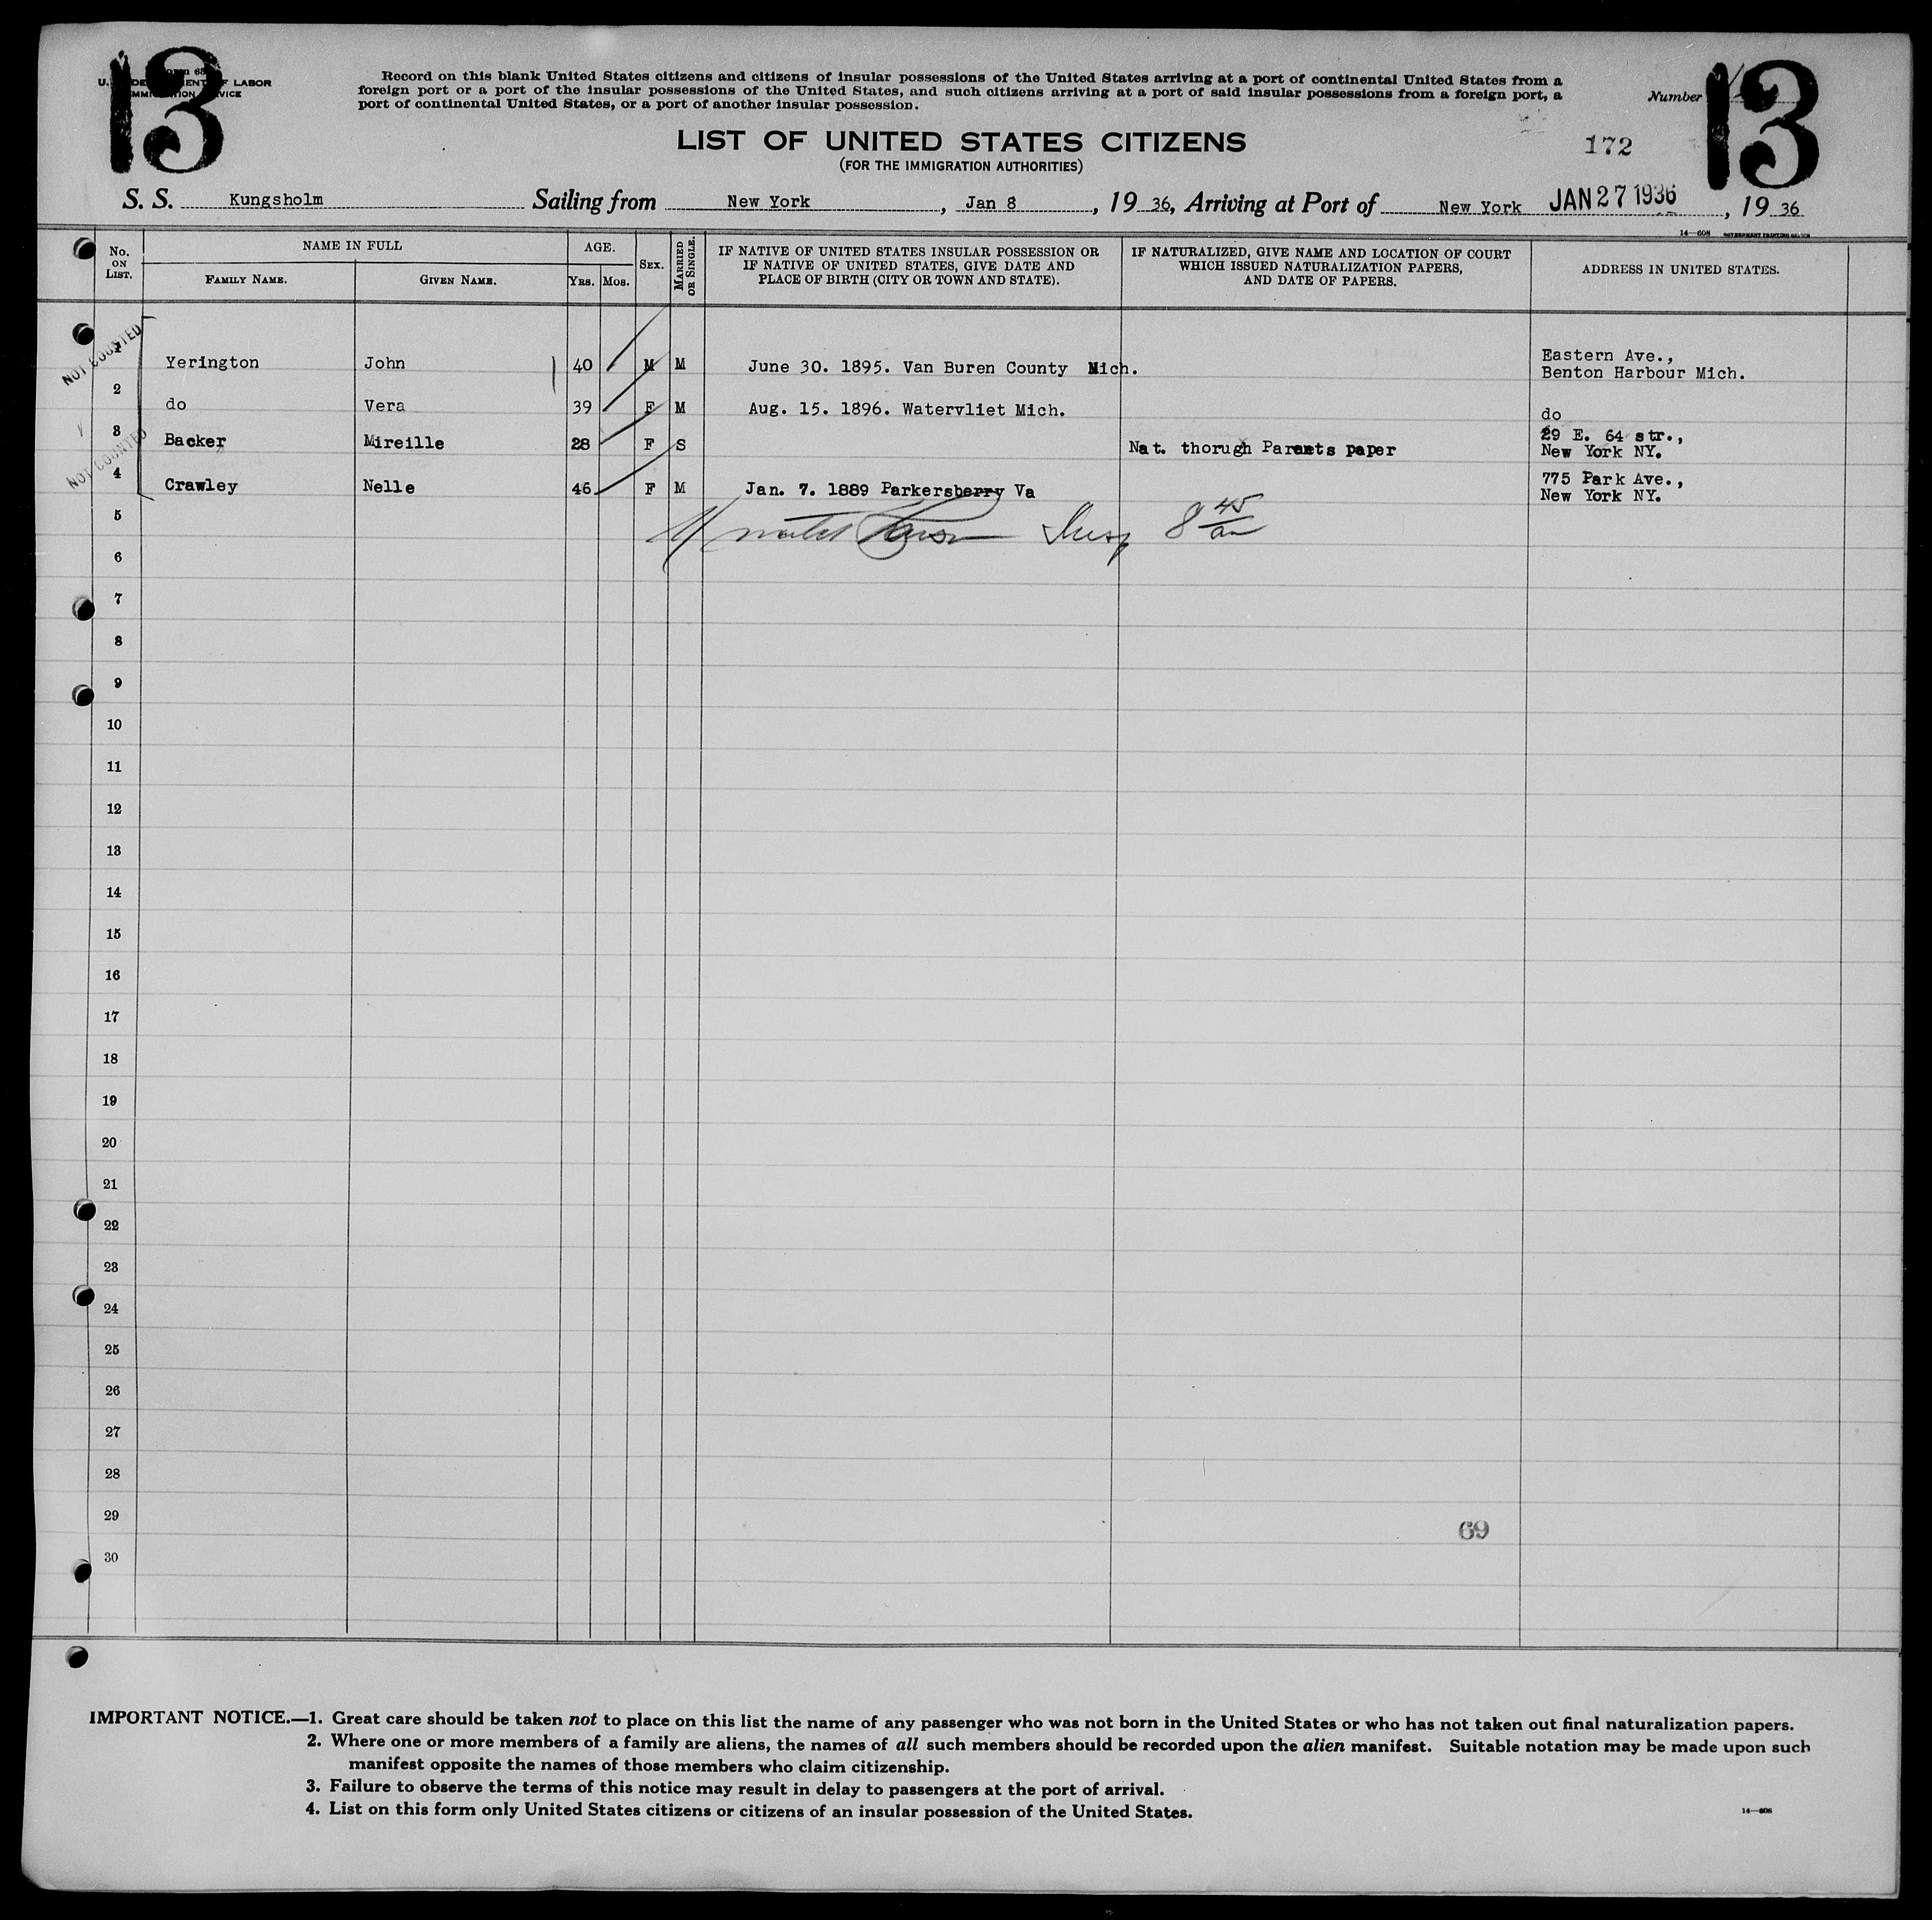 13
U. S. DEPARTMENT OF LABOR
IMMIGRATION SERVICE
Record on this blank United States citizens and citizens of insular possessions of the United States arriving at a port of continental United States from a
foreign port or a port of the insular possessions of the United States, and such citizens arriving at a port of said insular possessions from a foreign port, a
port of continental United States, or a port of another insular possession.
Number
13
LIST OF UNITED STATES CITIZENS
172
(FOR THE IMMIGRATION AUTHORITIES)
S. S. Kungsholm Sailing from New York, Jan 8, 19 36, Arriving at Port of New York JAN 27 1936, 19 36
14—608 GOVERNMENT PRINTING OFFICE
No. ON LIST.
NAME IN FULL
FAMILY NAME. GIVEN NAME.
AGE.
YRS. MOS.
SEX.
MARRIED OR SINGLE.
IF NATIVE OF UNITED STATES INSULAR POSSESSION OR
IF NATIVE OF UNITED STATES, GIVE DATE AND
PLACE OF BIRTH (CITY OR TOWN AND STATE).
IF NATURALIZED, GIVE NAME AND LOCATION OF COURT
WHICH ISSUED NATURALIZATION PAPERS,
AND DATE OF PAPERS.
ADDRESS IN UNITED STATES.
NOT COUNTED
1 Yerington John 40 M M June 30. 1895. Van Buren County Mich. Eastern Ave.,
Benton Harbour Mich.
2 do Vera 39 F M Aug. 15. 1896. Watervliet Mich. do
NOT COUNTED
3 Backer Mireille 28 F S Nat. thorugh Parents paper 29 E. 64 str.,
New York NY.
4 Crawley Nelle 46 F M Jan. 7. 1889 Parkersberry Va 775 Park Ave.,
New York NY.
5
Insp 8 45 am
6
7
8
9
10
11
12
13
14
15
16
17
18
19
20
21
22
23
24
25
26
27
28
29
69
30
IMPORTANT NOTICE.—1. Great care should be taken not to place on this list the name of any passenger who was not born in the United States or who has not taken out final naturalization papers.
2. Where one or more members of a family are aliens, the names of all such members should be recorded upon the alien manifest. Suitable notation may be made upon such
manifest opposite the names of those members who claim citizenship.
3. Failure to observe the terms of this notice may result in delay to passengers at the port of arrival.
4. List on this form only United States citizens or citizens of an insular possession of the United States.
14—608